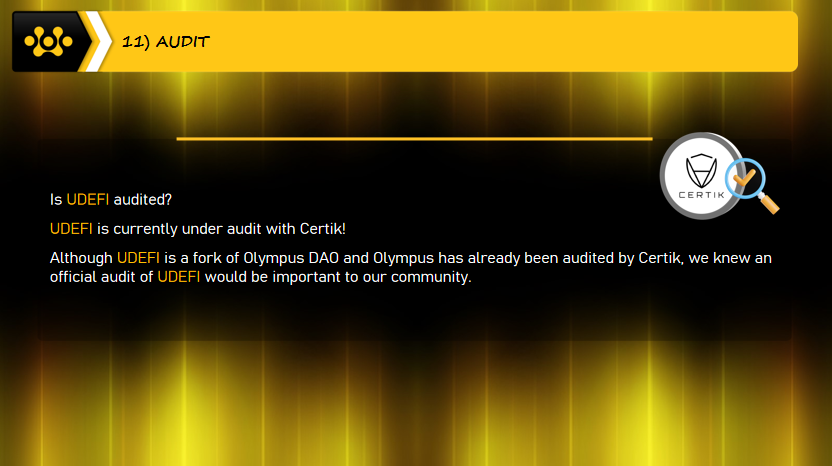 11) AUDIT
CERTIK
Is UDEFI audited?
UDEFI is currently under audit with Certik!
Although UDEFI is a fork of Olympus DAO and Olympus has already been audited by Certik, we knew an
official audit of UDEFI would be important to our community.